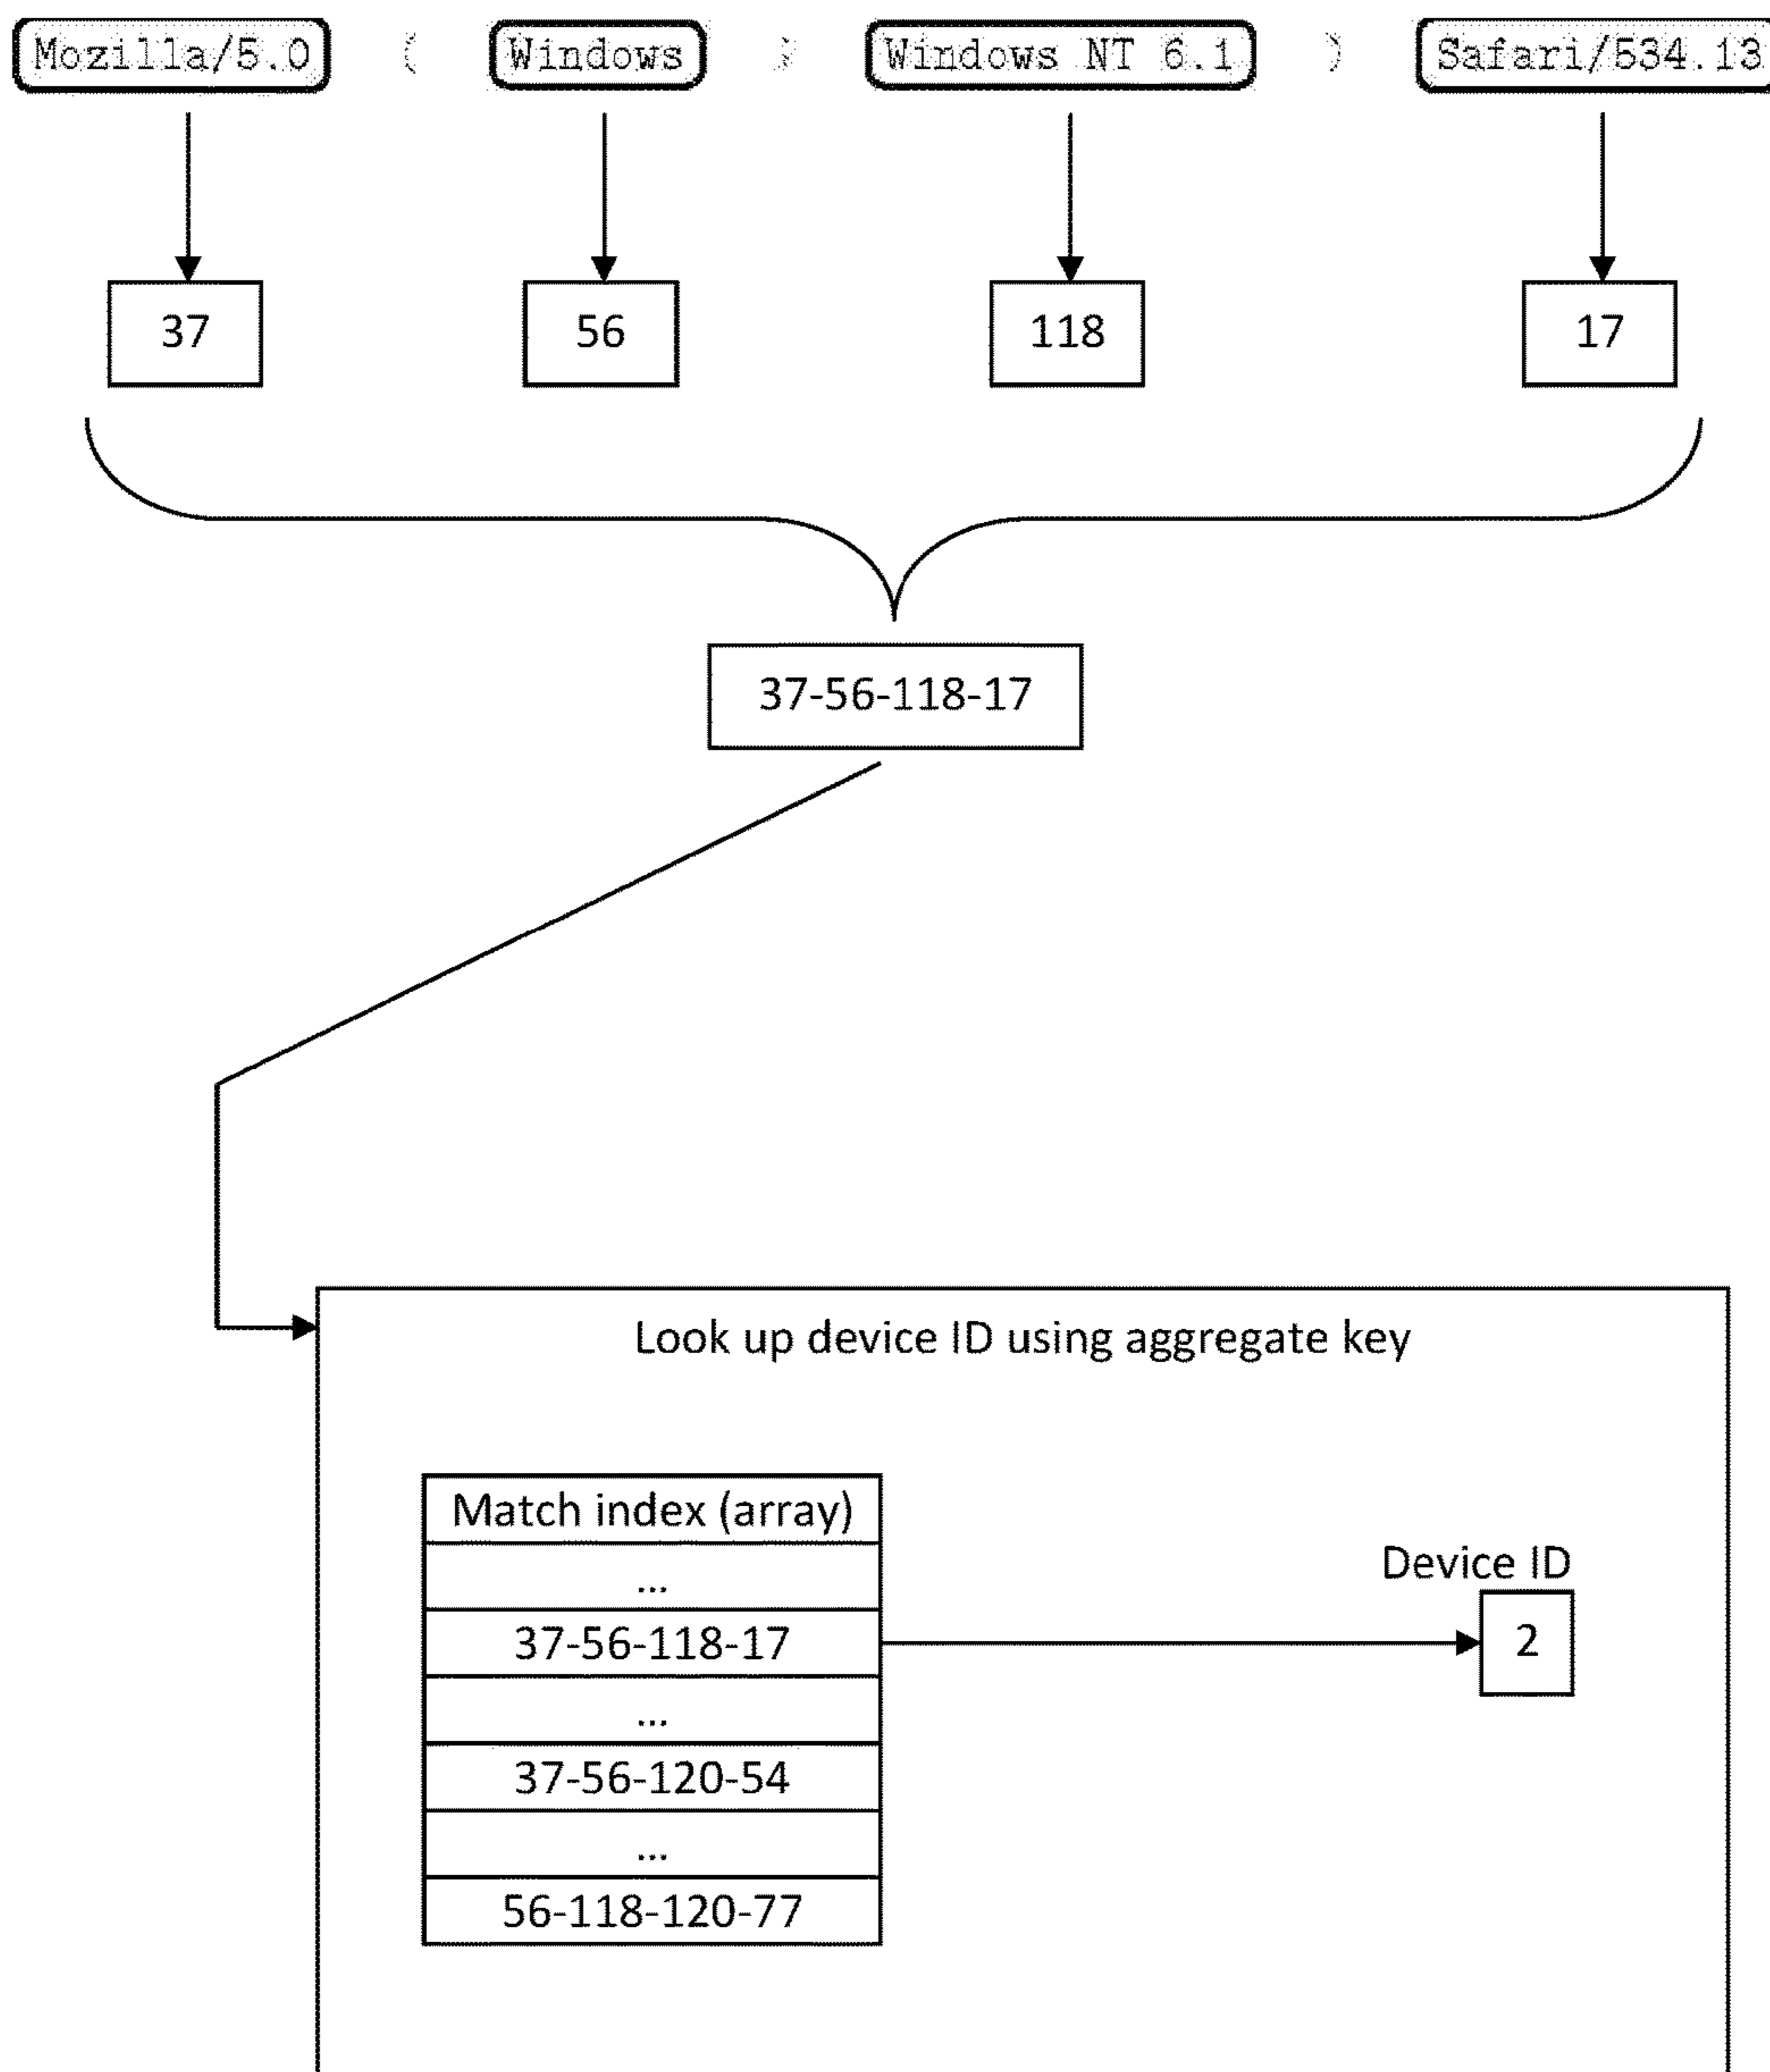 Mozilla/5.0 ( Windows ; Windows NT 6.1 ) Safari/534.13
37 56 118 17
37-56-118-17
Look up device ID using aggregate key
Match index (array)
...
Device ID
37-56-118-17 2
...
37-56-120-54
...
56-118-120-77